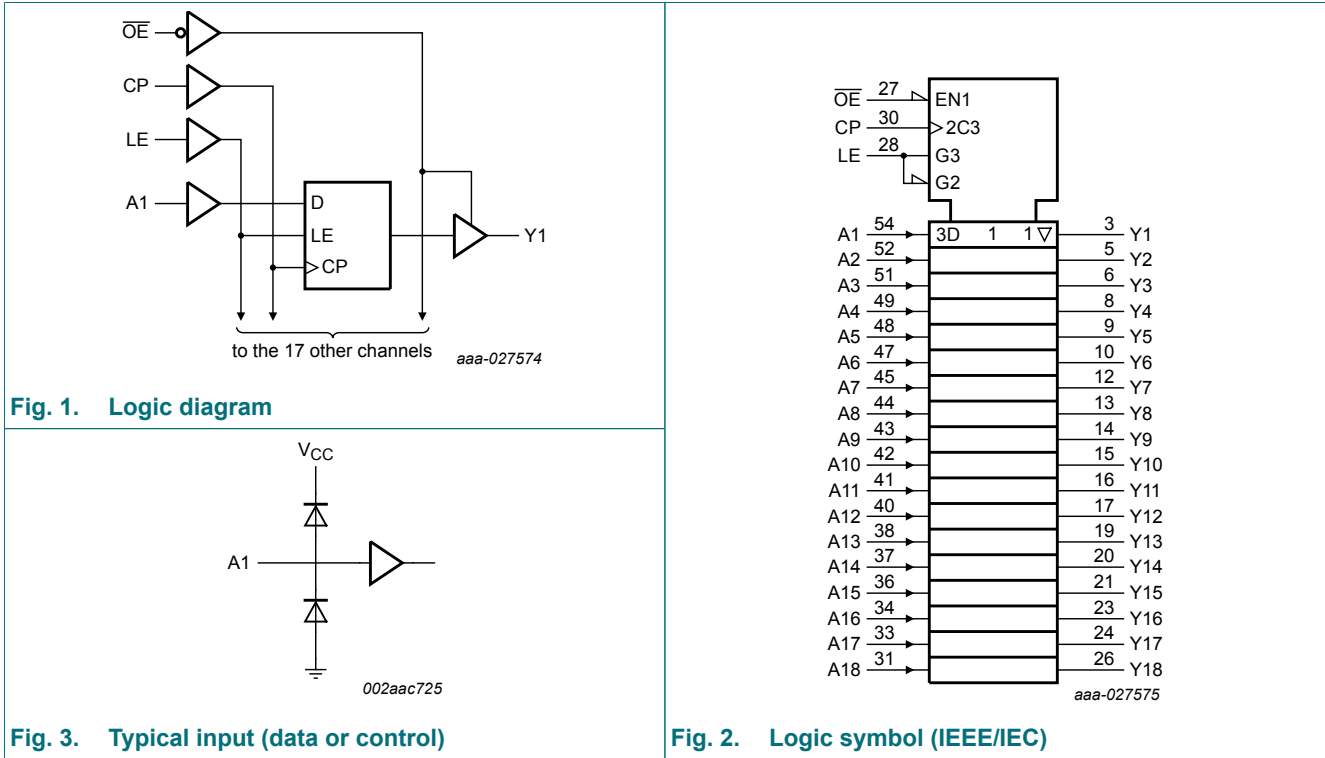 OE
CP
LE
A1
D
LE
CP
Y1
to the 17 other channels
aaa-027574
Fig. 1. Logic diagram
VCC
A1
002aac725
Fig. 3. Typical input (data or control)
OE 27 EN1
CP 30 2C3
LE 28 G3
G2
A1 54 3D 1 1 ▽ 3 Y1
A2 52 5 Y2
A3 51 6 Y3
A4 49 8 Y4
A5 48 9 Y5
A6 47 10 Y6
A7 45 12 Y7
A8 44 13 Y8
A9 43 14 Y9
A10 42 15 Y10
A11 41 16 Y11
A12 40 17 Y12
A13 38 19 Y13
A14 37 20 Y14
A15 36 21 Y15
A16 34 23 Y16
A17 33 24 Y17
A18 31 26 Y18
aaa-027575
Fig. 2. Logic symbol (IEEE/IEC)